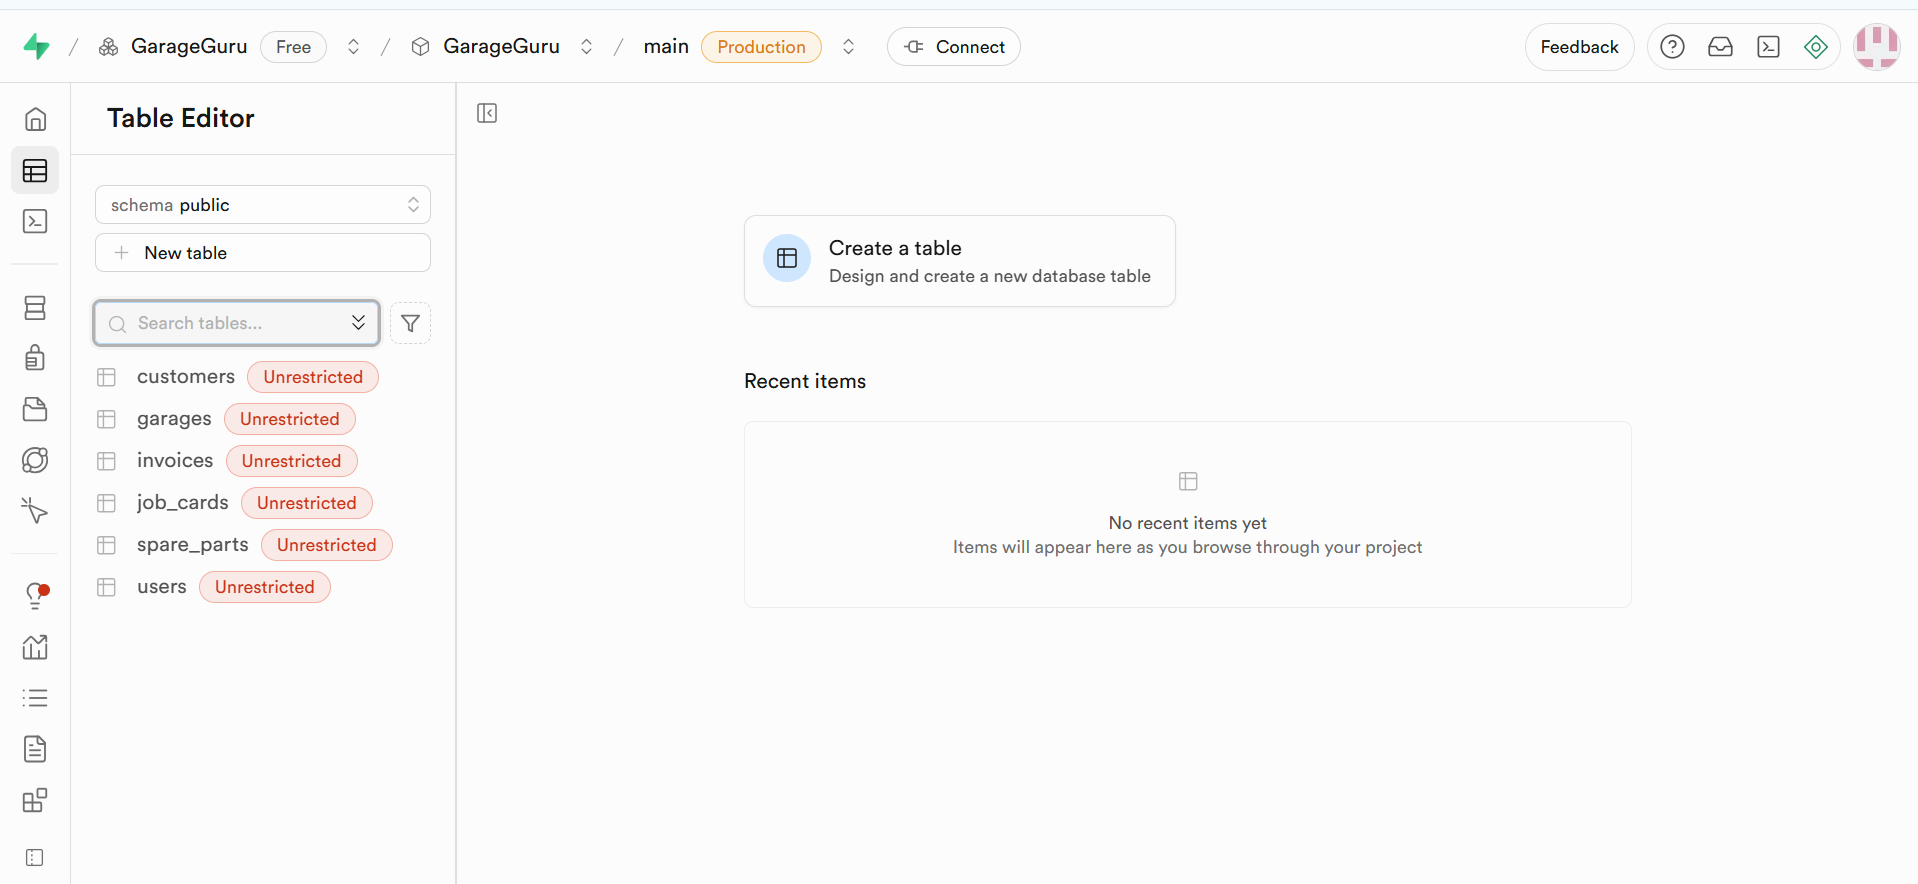 GarageGuru Free GarageGuru main Production Connect Feedback
Table Editor
schema public
New table
Search tables...
customers Unrestricted
garages Unrestricted
invoices Unrestricted
job_cards Unrestricted
spare_parts Unrestricted
users Unrestricted
Create a table
Design and create a new database table
Recent items
No recent items yet
Items will appear here as you browse through your project